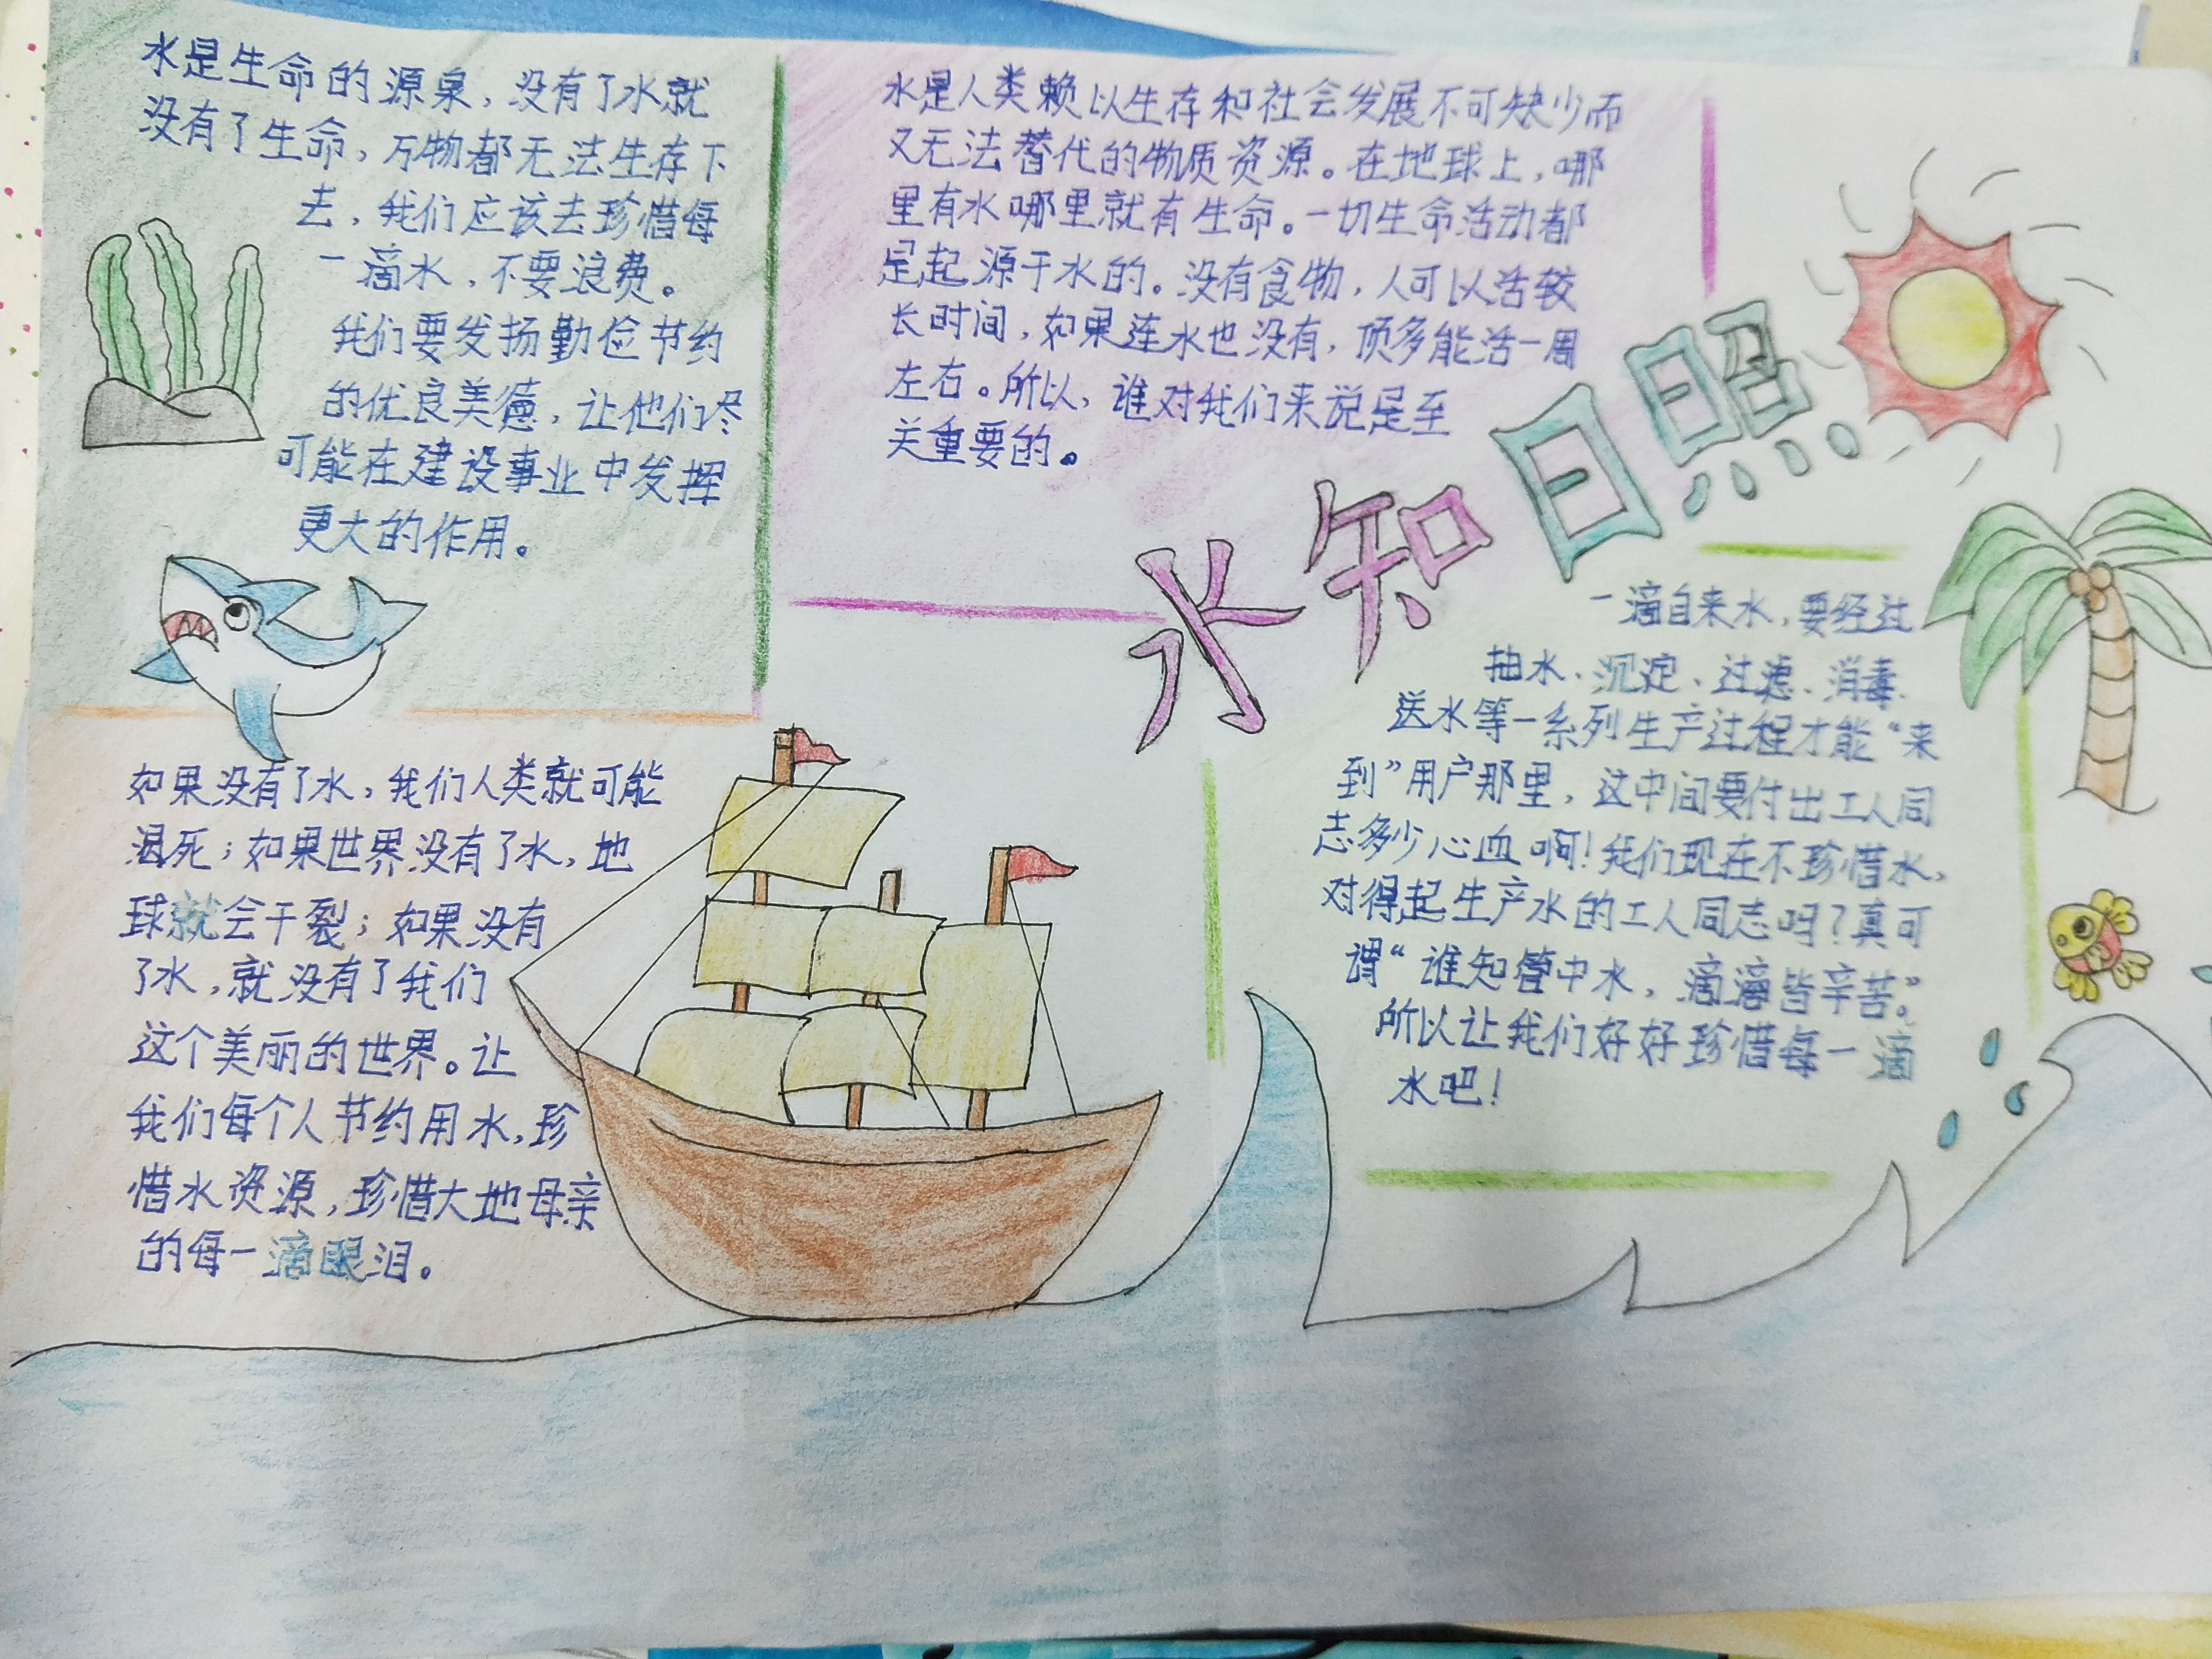 水是生命的源泉，没有了水就
没有了生命，万物都无法生存下
去，我们应该去珍惜每
一滴水，不要浪费。
我们要发扬勤俭节约
的优良美德，让他们尽
可能在建设事业中发挥
更大的作用。
水是人类赖以生存和社会发展不可缺少而
又无法替代的物质资源。在地球上，哪
里有水哪里就有生命。一切生命活动都
是起源于水的。没有食物，人可以活较
长时间，如果连水也没有，顶多能活一周
左右。所以，谁对我们来说是至
关重要的。
水知日照
一滴自来水，要经过
抽水、沉淀、过滤、消毒、
送水等一系列生产过程才能“来
到”用户那里，这中间要付出工人同
志多少心血啊！我们现在不珍惜水，
对得起生产水的工人同志吗？真可
谓“谁知管中水，滴滴皆辛苦”。
所以让我们好好珍惜每一滴
水吧！
如果没有了水，我们人类就可能
渴死；如果世界没有了水，地
球就会干裂；如果没有
了水，就没有了我们
这个美丽的世界。让
我们每个人节约用水，珍
惜水资源，珍惜大地母亲
的每一滴眼泪。